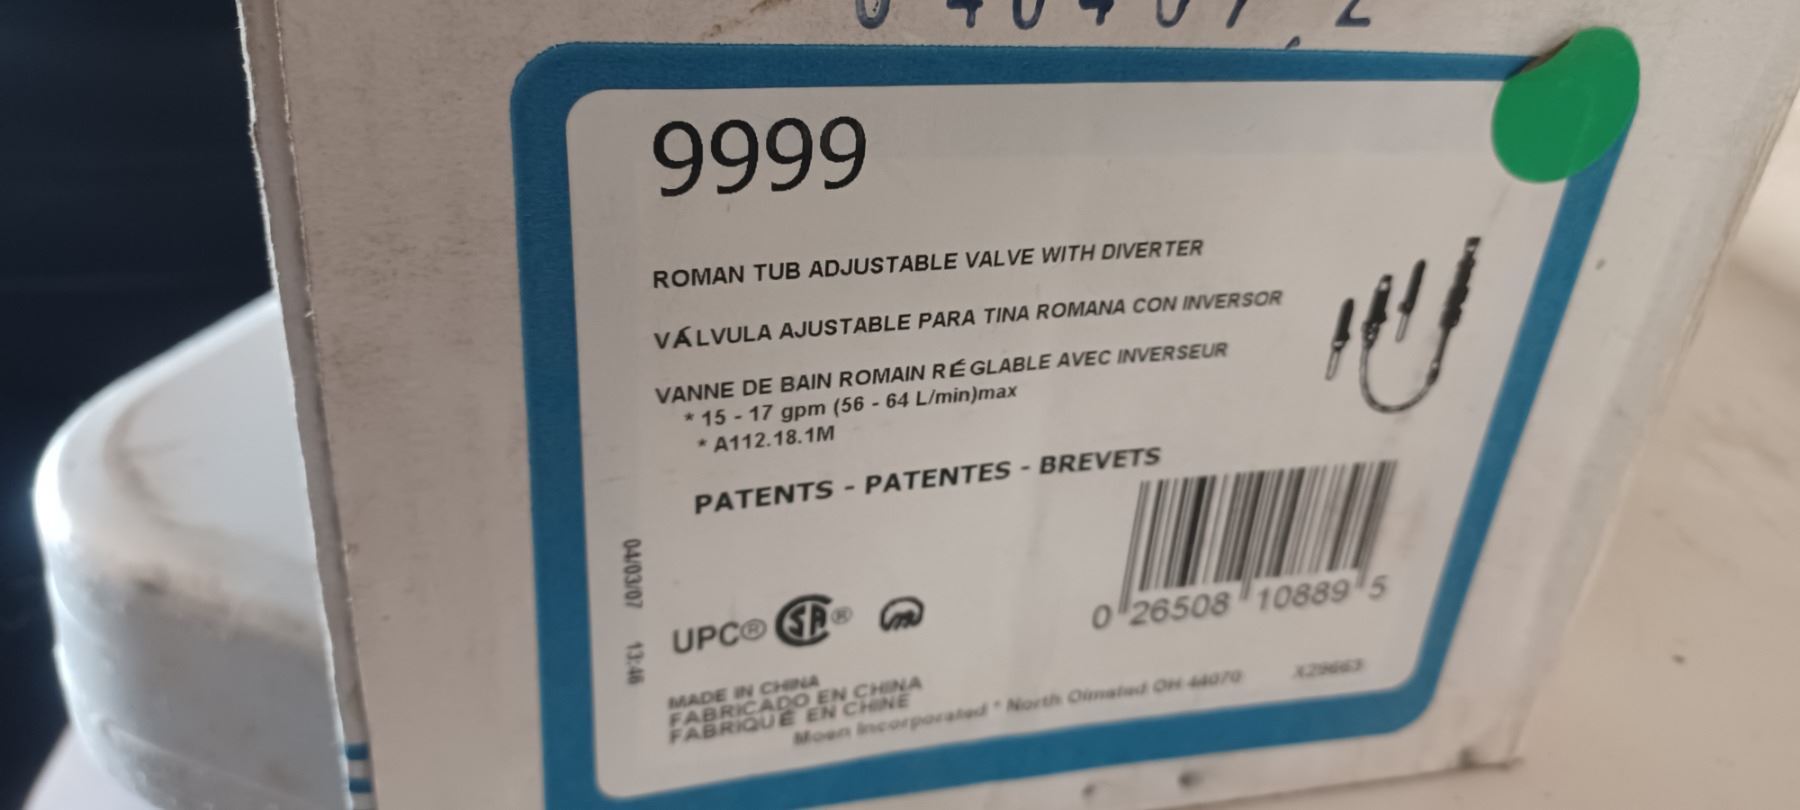 9999
ROMAN TUB ADJUSTABLE VALVE WITH DIVERTER
VÁLVULA AJUSTABLE PARA TINA ROMANA CON INVERSOR
VANNE DE BAIN ROMAIN RÉGLABLE AVEC INVERSEUR
* 15 - 17 gpm (56 - 64 L/min)max
* A112.18.1M
PATENTS - PATENTES - BREVETS
04/03/07 13:46
UPC® SA®
0 26508 10889 5
MADE IN CHINA
FABRICADO EN CHINA
FABRIQUÉ EN CHINE
Moen Incorporated * North Olmsted OH 44070
X29663